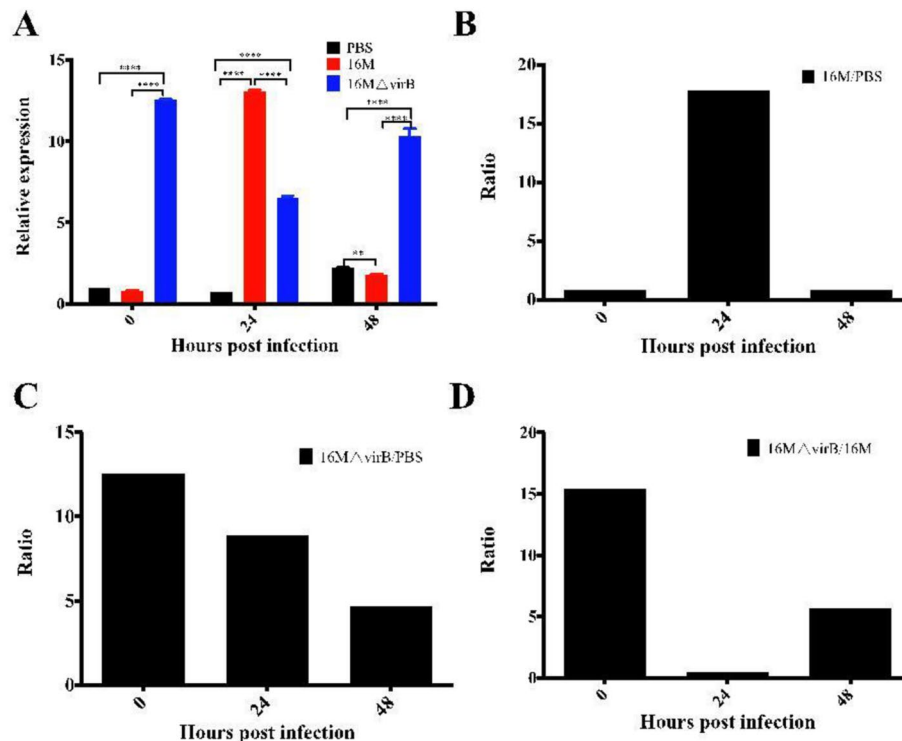 A
PBS
16M
16M△virB
****
****
****
****
****
****
****
**
15
10
5
0
Relative expression
0
24
48
Hours post infection
B
16M/PBS
20
15
10
5
0
Ratio
0
24
48
Hours post infection
C
16M△virB/PBS
15
10
5
0
Ratio
0
24
48
Hours post infection
D
16M△virB/16M
20
15
10
5
0
Ratio
0
24
48
Hours post infection